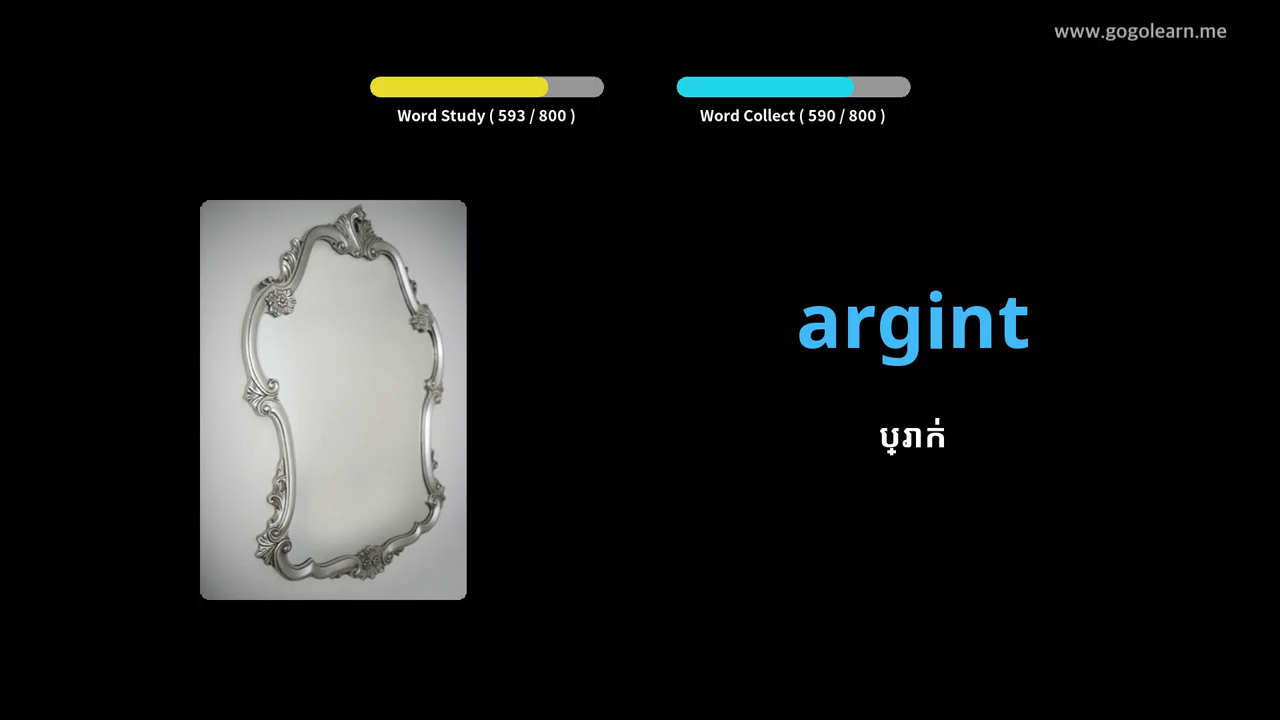 www.gogolearn.me
Word Study ( 593 / 800 )
Word Collect ( 590 / 800 )
argint
ប្រាក់